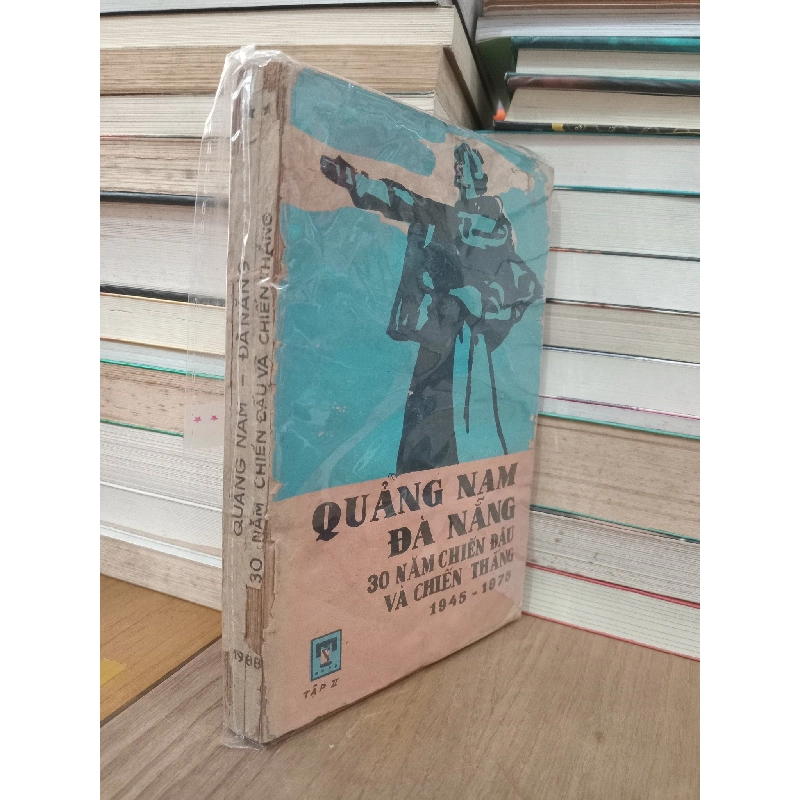 QUẢNG NAM
ĐÀ NẴNG
30 NĂM CHIẾN ĐẤU
VÀ CHIẾN THẮNG
1945 - 1975
TẬP II
QUẢNG NAM - ĐÀ NẴNG
30 NĂM CHIẾN ĐẤU VÀ CHIẾN THẮNG
1988